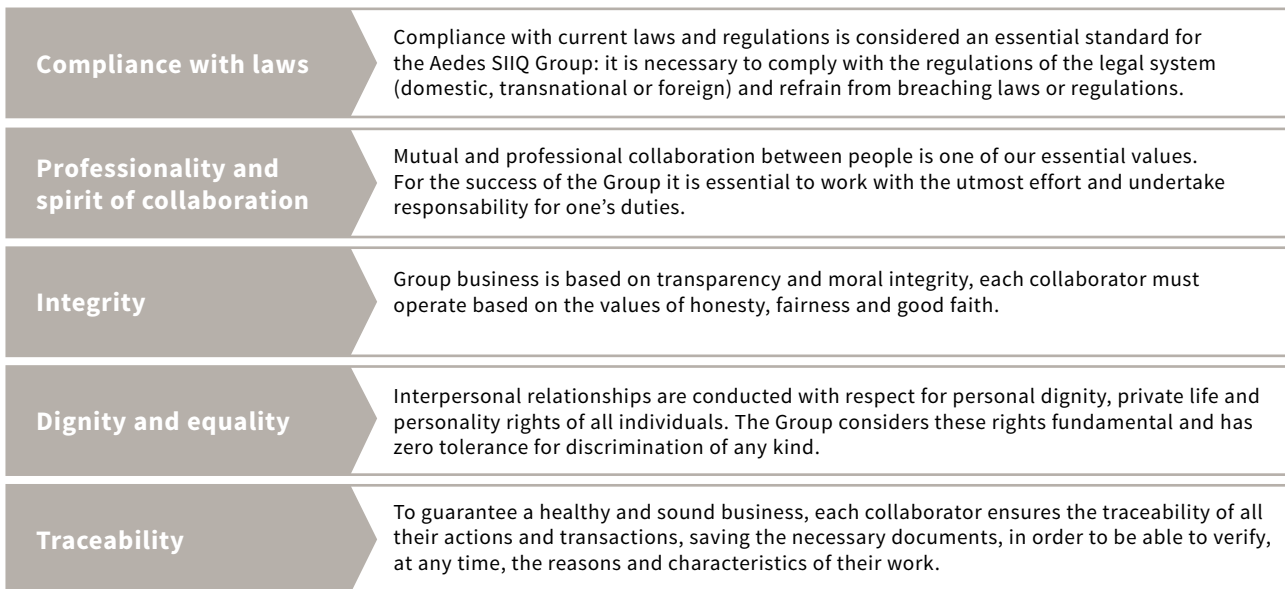 Compliance with laws
Compliance with current laws and regulations is considered an essential standard for
the Aedes SIIQ Group: it is necessary to comply with the regulations of the legal system
(domestic, transnational or foreign) and refrain from breaching laws or regulations.
Professionality and
spirit of collaboration
Mutual and professional collaboration between people is one of our essential values.
For the success of the Group it is essential to work with the utmost effort and undertake
responsability for one’s duties.
Integrity
Group business is based on transparency and moral integrity, each collaborator must
operate based on the values of honesty, fairness and good faith.
Dignity and equality
Interpersonal relationships are conducted with respect for personal dignity, private life and
personality rights of all individuals. The Group considers these rights fundamental and has
zero tolerance for discrimination of any kind.
Traceability
To guarantee a healthy and sound business, each collaborator ensures the traceability of all
their actions and transactions, saving the necessary documents, in order to be able to verify,
at any time, the reasons and characteristics of their work.